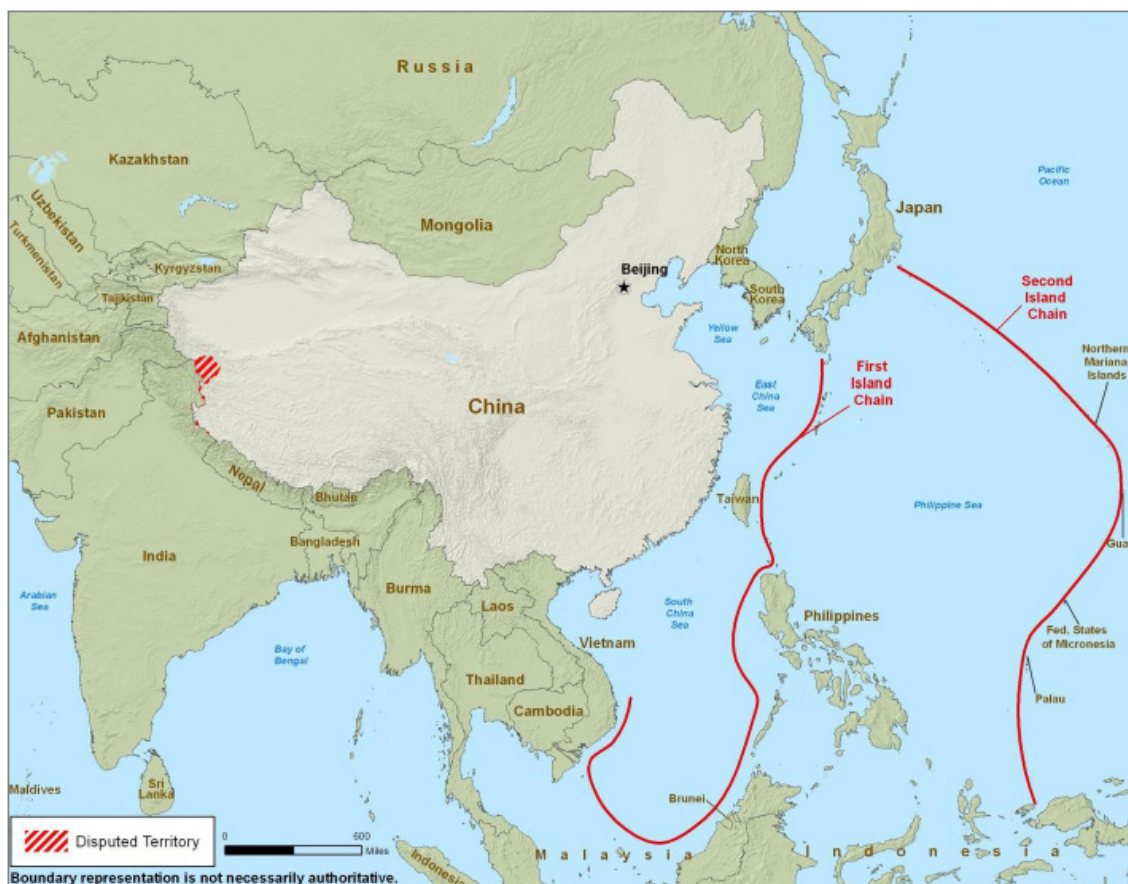 Russia
Kazakhstan
Uzbekistan
Turkmenistan
Mongolia
Kyrgyzstan
Tajikistan
Afghanistan
Pakistan
Beijing
North
Korea
South
Korea
Japan
Pacific
Ocean
Second
Island
Chain
Northern
Mariana
Islands
Yellow
Sea
East
China
Sea
First
Island
Chain
China
Nepal
Bhutan
Bangladesh
India
Burma
Laos
Taiwan
Philippine Sea
Gua
Arabian
Sea
Bay of
Bengal
South
China
Sea
Vietnam
Thailand
Cambodia
Philippines
Fed. States
of Micronesia
Palau
Maldives
Sri
Lanka
Brunei
Malaysia
Indonesia
Indonesia
Disputed Territory
0
600
Miles
Boundary representation is not necessarily authoritative.